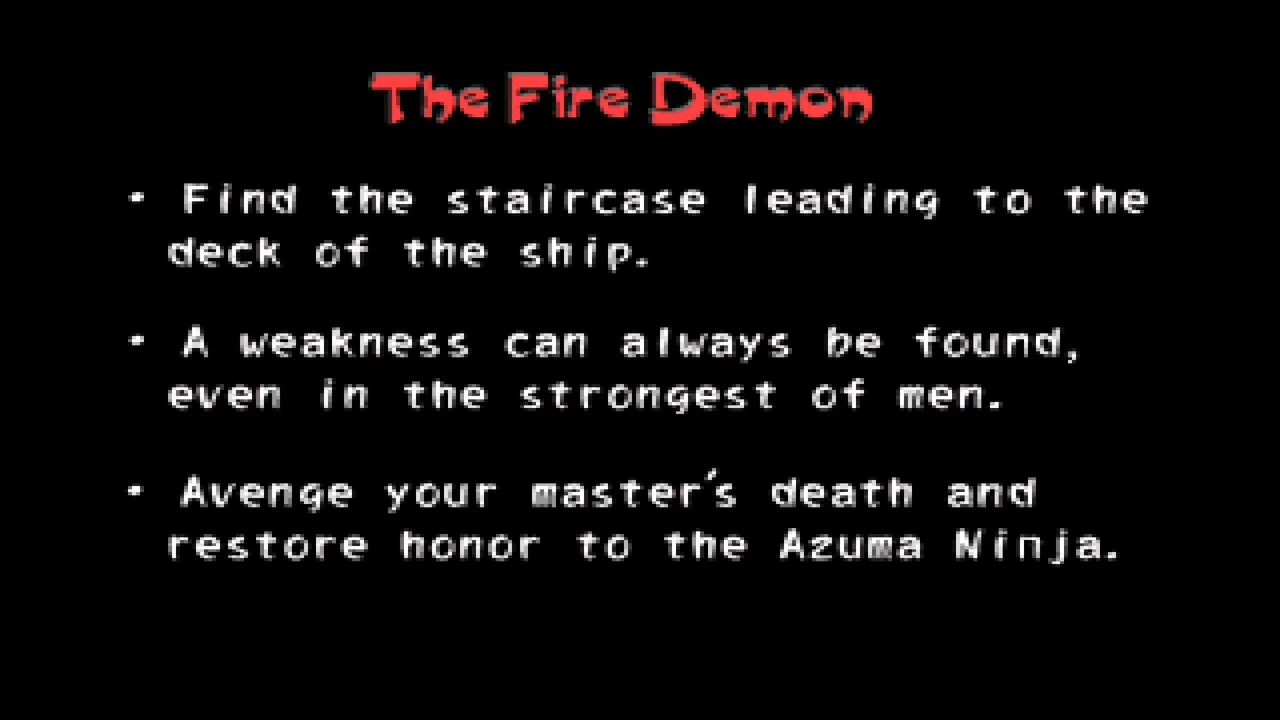 The Fire Demon
• Find the staircase leading to the
deck of the ship.
• A weakness can always be found,
even in the strongest of men.
• Avenge your master's death and
restore honor to the Azuma Ninja.